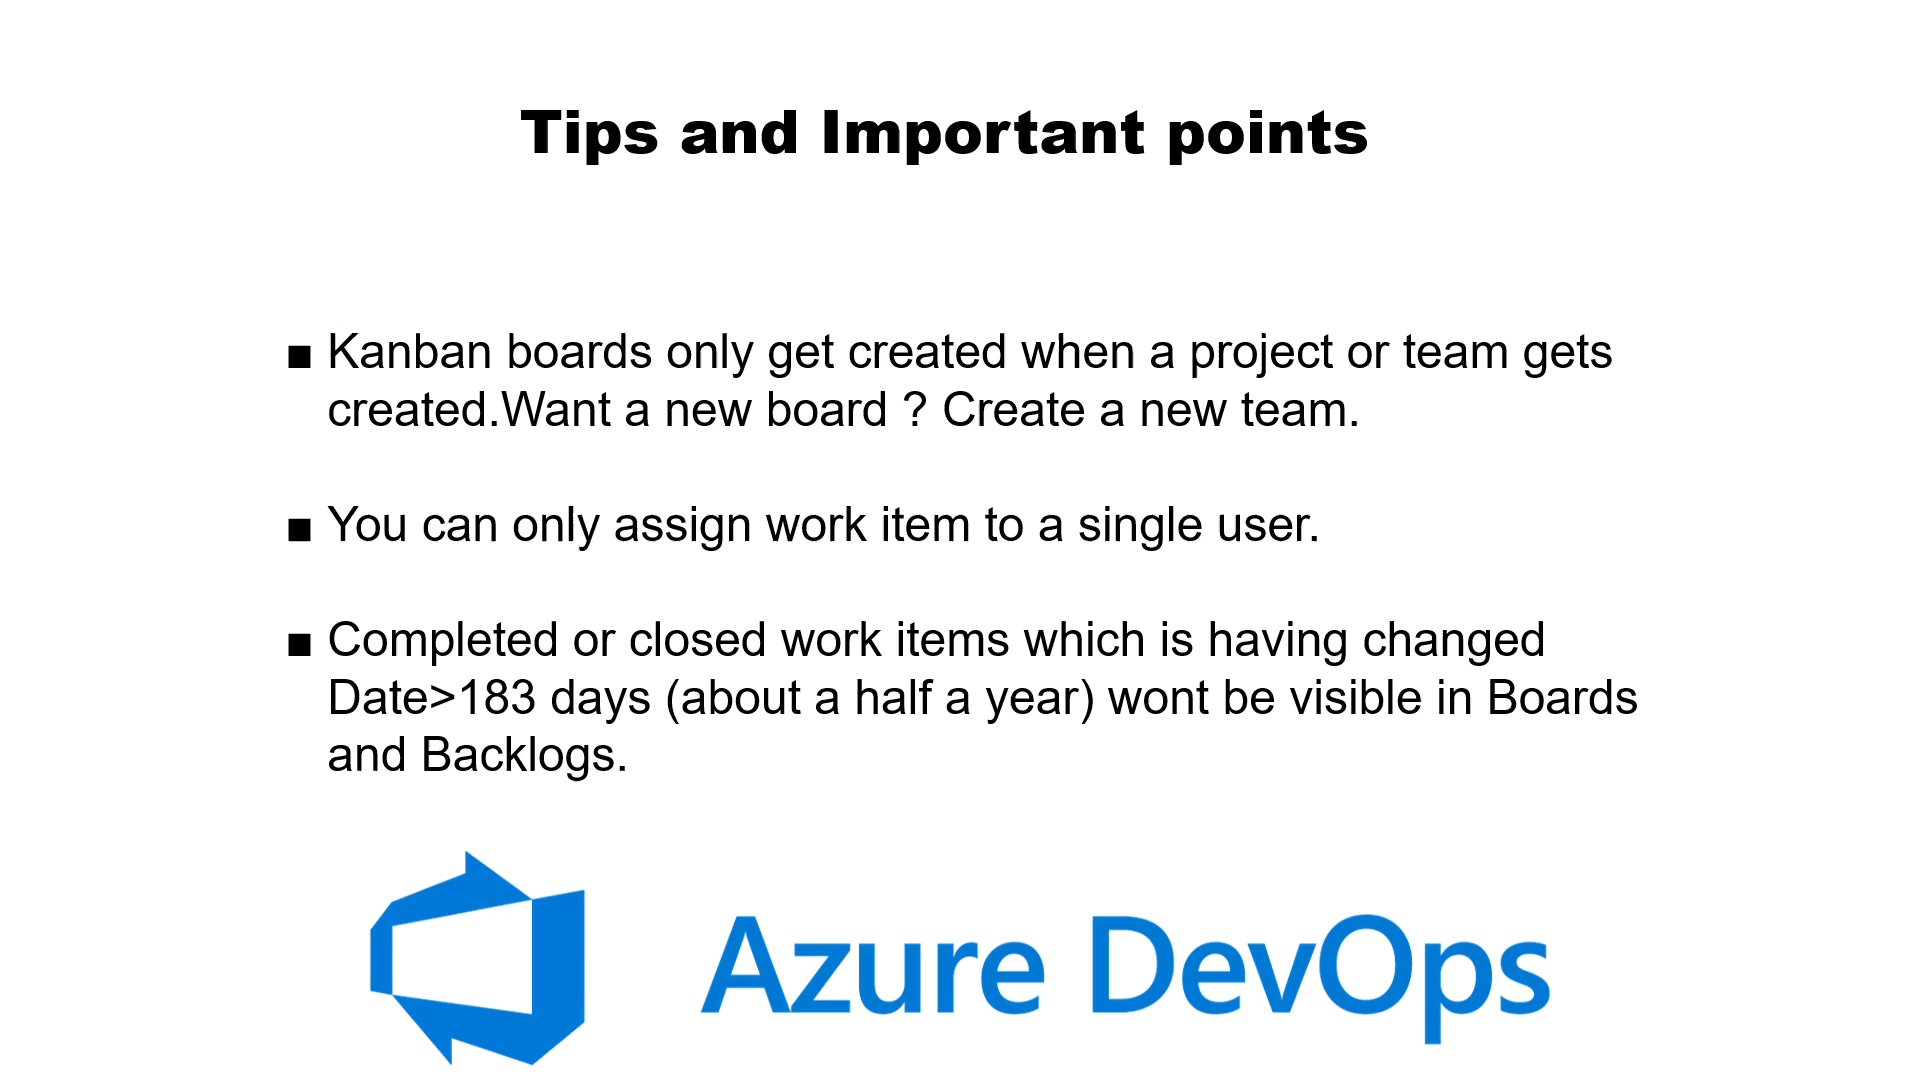 Tips and Important points
■ Kanban boards only get created when a project or team gets
created.Want a new board ? Create a new team.
■ You can only assign work item to a single user.
■ Completed or closed work items which is having changed
Date>183 days (about a half a year) wont be visible in Boards
and Backlogs.
Azure DevOps